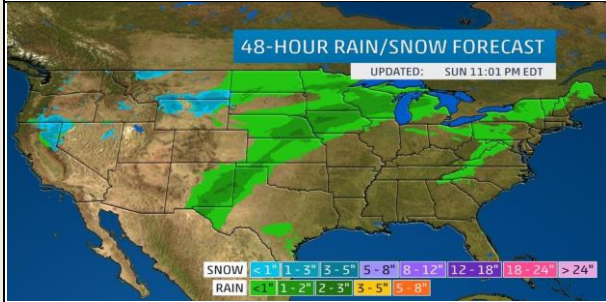 48-HOUR RAIN/SNOW FORECAST
UPDATED: SUN 11:01 PM EDT
SNOW <1" 1-3" 3-5" 5-8" 8-12" 12-18" 18-24" >24"
RAIN <1" 1-2" 2-3" 3-5" 5-8"